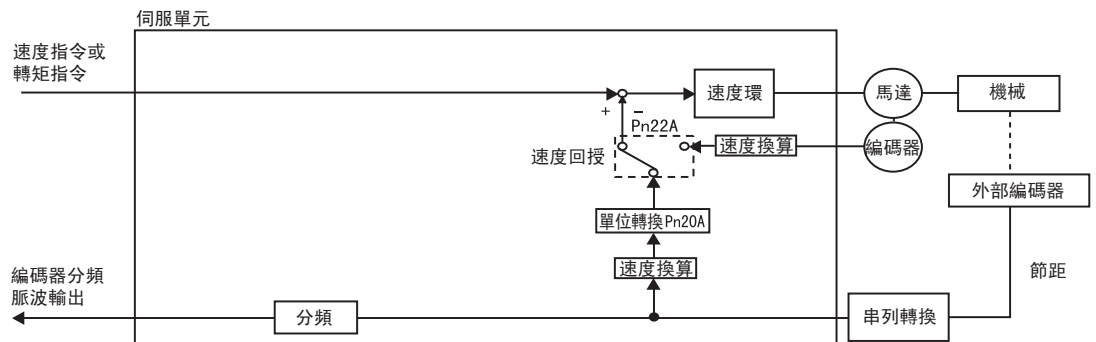 伺服單元
速度指令或
轉矩指令
速度環
馬達
機械
+
−
Pn22A
速度換算
編碼器
速度回授
外部編碼器
單位轉換Pn20A
速度換算
編碼器分頻
脈波輸出
節距
分頻
串列轉換